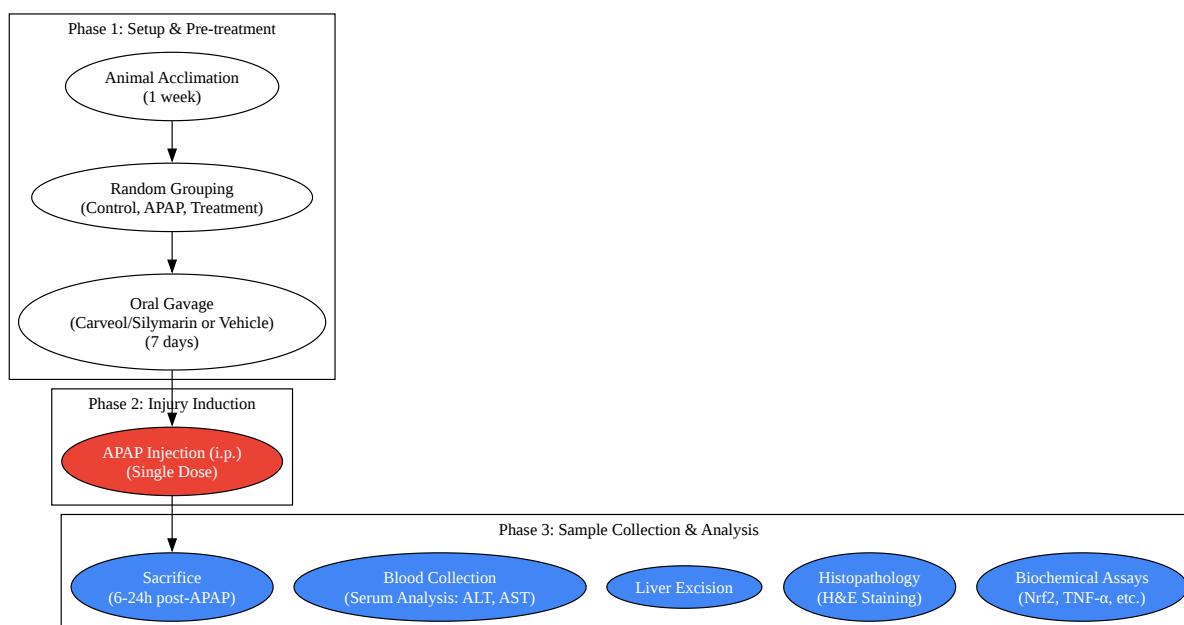 Phase 1: Setup & Pre-treatment
Animal Acclimation
(1 week)
Random Grouping
(Control, APAP, Treatment)
Oral Gavage
(Carveol/Silymarin or Vehicle)
(7 days)
Phase 2: Injury Induction
APAP Injection (i.p.)
(Single Dose)
Phase 3: Sample Collection & Analysis
Sacrifice
(6-24h post-APAP)
Blood Collection
(Serum Analysis: ALT, AST)
Liver Excision
Histopathology
(H&E Staining)
Biochemical Assays
(Nrf2, TNF-α, etc.)